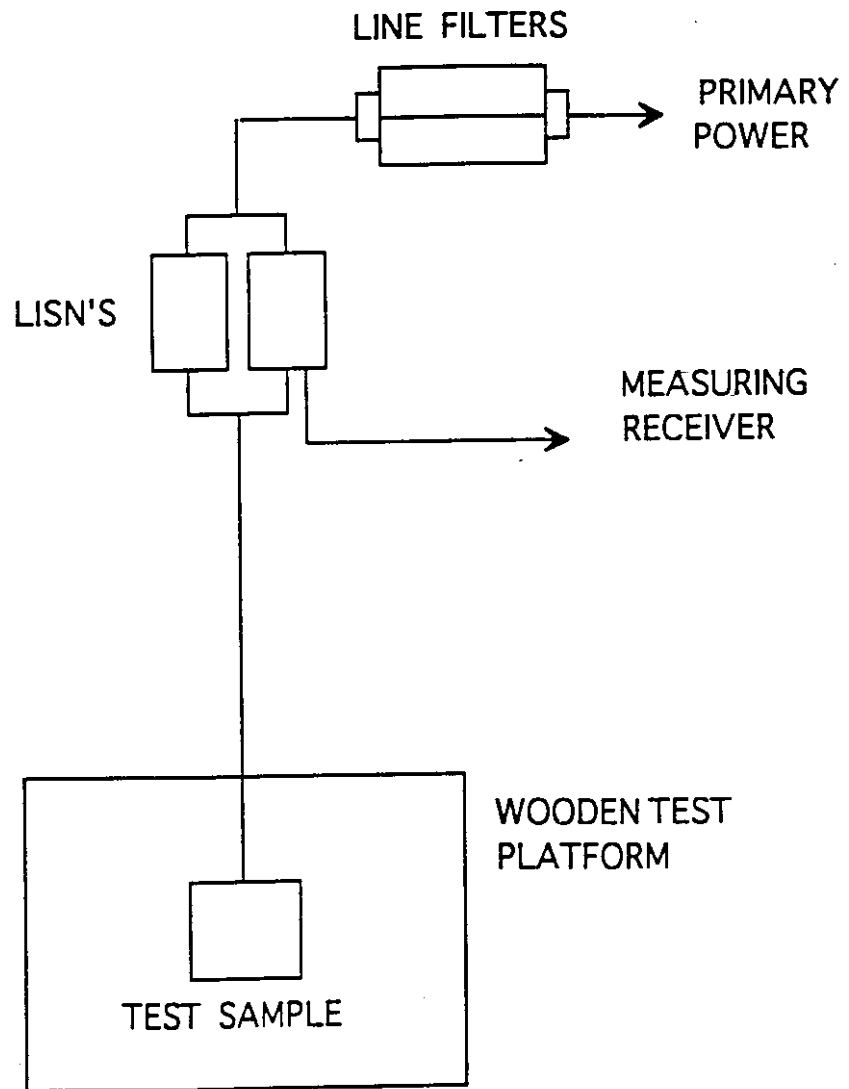 LINE FILTERS
PRIMARY
POWER
LISN'S
MEASURING
RECEIVER
WOODEN TEST
PLATFORM
TEST SAMPLE